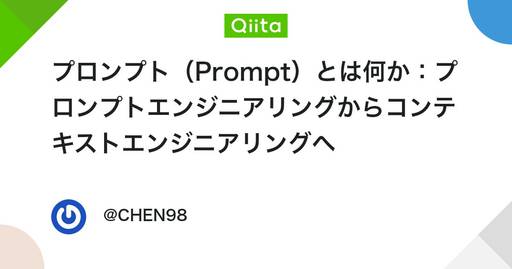 Qiita
プロンプト（Prompt）とは何か：プ
ロンプトエンジニアリングからコンテ
キストエンジニアリングへ
@CHEN98